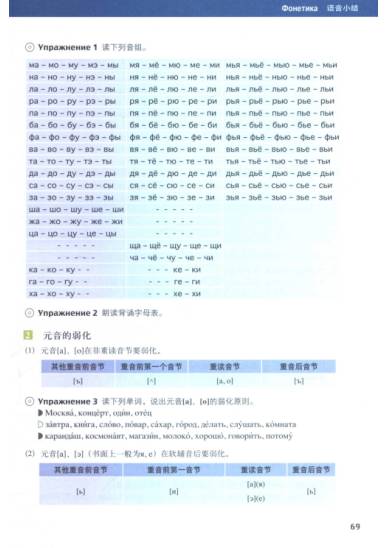 Фонетика 语音小结
Упражнение 1 读下列音组。
ма – мо – му – мэ – мы мя – мё – мю – ме – ми мья – мьё – мью – мье – мьи
на – но – ну – нэ – ны ня – нё – ню – не – ни нья – ньё – нью – нье – ньи
ла – ло – лу – лэ – лы ля – лё – лю – ле – ли лья – льё – лью – лье – льи
ра – ро – ру – рэ – ры ря – рё – рю – ре – ри рья – рьё – рью – рье – рьи
па – по – пу – пэ – пы пя – пё – пю – пе – пи пья – пьё – пью – пье – пьи
ба – бо – бу – бэ – бы бя – бё – бю – бе – би бья – бьё – бью – бье – бьи
фа – фо – фу – фэ – фы фя – фё – фю – фе – фи фья – фьё – фью – фье – фьи
ва – во – ву – вэ – вы вя – вё – вю – ве – ви вья – вьё – вью – вье – вьи
та – то – ту – тэ – ты тя – тё – тю – те – ти тья – тьё – тью – тье – тьи
да – до – ду – дэ – ды дя – дё – дю – де – ди дья – дьё – дью – дье – дьи
са – со – су – сэ – сы ся – сё – сю – се – си сья – сьё – сью – сье – сьи
за – зо – зу – зэ – зы зя – зё – зю – зе – зи зья – зьё – зью – зье – зьи
ша – шо – шу – ше – ши - - - - -
жа – жо – жу – же – жи - - - - -
ца – цо – цу – це – цы - - - - -
- - - - - ща – щё – щу – ще – щи
- - - - - ча – чё – чу – че – чи
ка – ко – ку - - - - - ке – ки
га – го – гу - - - - - ге – ги
ха – хо – ху - - - - - хе – хи
Упражнение 2 朗读背诵字母表。
2 元音的弱化
(1) 元音[а]、[о]在非重读音节要弱化。
其他重音前音节 重音前第一个音节 重读音节 重音后音节
[ъ] [ʌ] [а, о] [ъ]
Упражнение 3 读下列单词，说出元音[а]、[о]的弱化原则。
Москва́, конце́рт, оди́н, оте́ц
за́втра, кни́га, сло́во, по́вар, са́хар, го́род, де́лать, слу́шать, ко́мната
каранда́ш, космона́вт, магази́н, молоко́, хорошо́, говори́ть, потому́
(2) 元音[а]、[э]（书面上一般为я, е）在软辅音后要弱化。
其他重音前音节 重音前第一音节 重读音节 重音后音节
[ь] [и] [а](я) [ь]
[э](е)
69